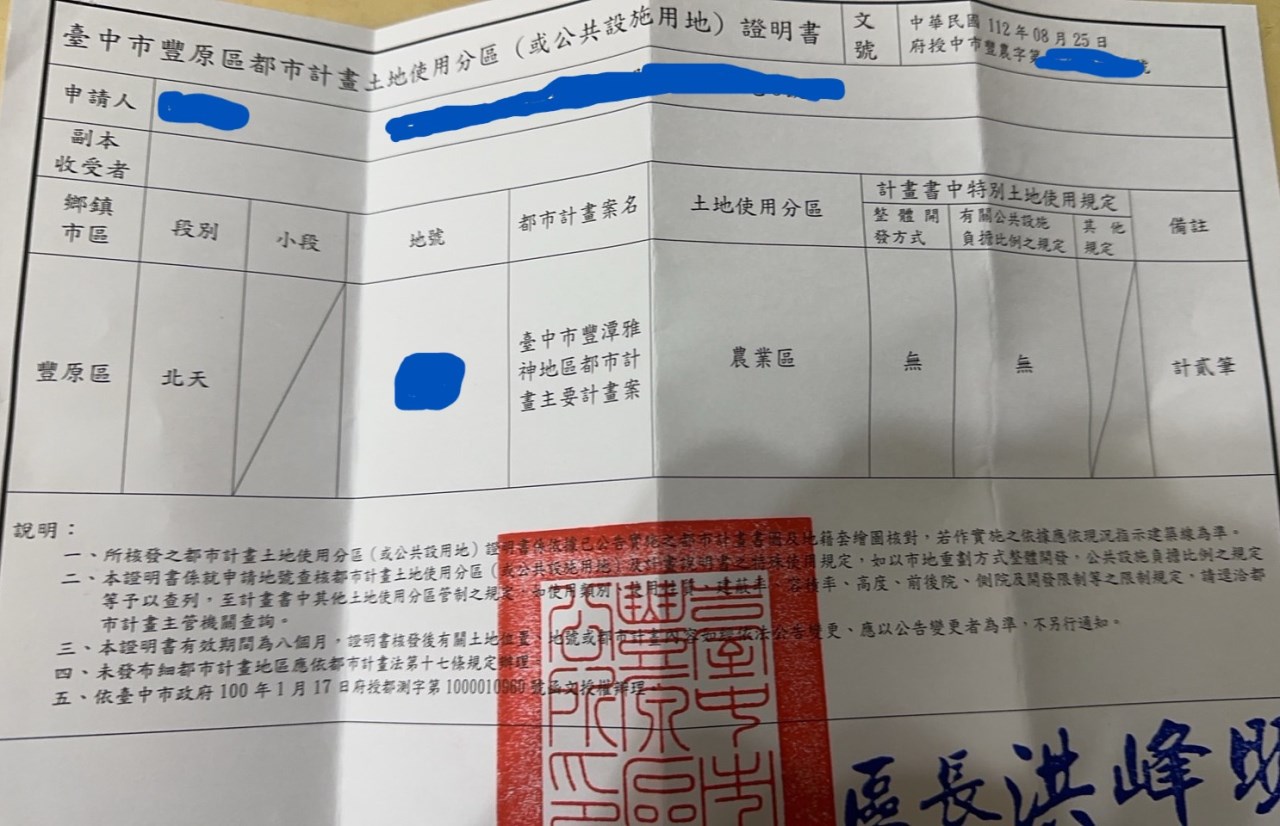 臺中市豐原區都市計畫土地使用分區（或公共設施用地）證明書
文號
中華民國 112 年 08 月 25 日
府授中市豐農字第 號
申請人
副本收受者
鄉鎮市區 段別 小段 地號 都市計畫案名 土地使用分區 計畫書中特別土地使用規定 備註
整體開發方式 有關公共設施負擔比例之規定 其他規定
豐原區 北天 臺中市豐潭雅神地區都市計畫主要計畫案 農業區 無 無 計貳筆
說明：
一、所核發之都市計畫土地使用分區（或公共設用地）證明書係依據已公告實施之都市計畫書圖及地籍套繪圖核對，若作實施之依據應依現況指示建築線為準。
二、本證明書係就申請地號查核都市計畫土地使用分區（或公共設施用地）及計畫說明書之特殊使用規定，如以市地重劃方式整體開發，公共設施負擔比例之規定
等予以查列，至計畫書中其他土地使用分區管制之規定，如使用類別、使用性質、建蔽率、容積率、高度、前後院、側院及開發限制等之限制規定，請逕洽都
市計畫主管機關查詢。
三、本證明書有效期間為八個月，證明書核發後有關土地位置、地號或都市計畫內容如經依法公告變更、應以公告變更者為準，不另行通知。
四、未發布細都市計畫地區應依都市計畫法第十七條規定辦理。
五、依臺中市政府 100 年 1 月 17 日府授都測字第 1000010960 號函文授權辦理。
臺中市豐原區公所印
區長洪峰明